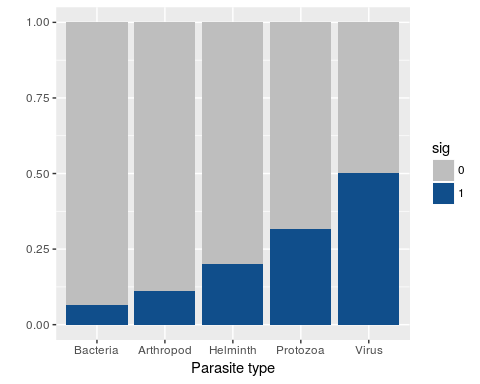 1.00
0.75
0.50
0.25
0.00
Bacteria Arthropod Helminth Protozoa Virus
Parasite type
sig
0
1